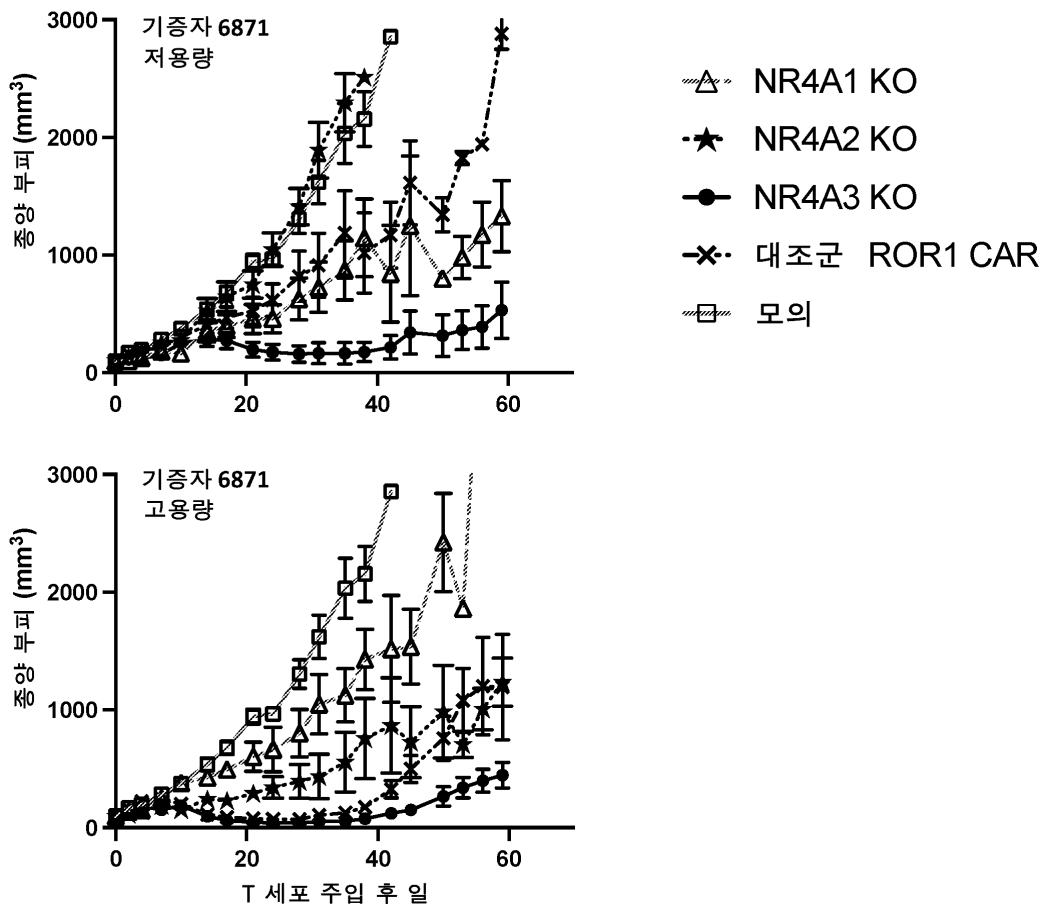 기증자 6871
저용량
3000
2000
1000
0
종양 부피 (mm³)
0 20 40 60
NR4A1 KO
NR4A2 KO
NR4A3 KO
대조군 ROR1 CAR
모의
기증자 6871
고용량
3000
2000
1000
0
종양 부피 (mm³)
0 20 40 60
T 세포 주입 후 일